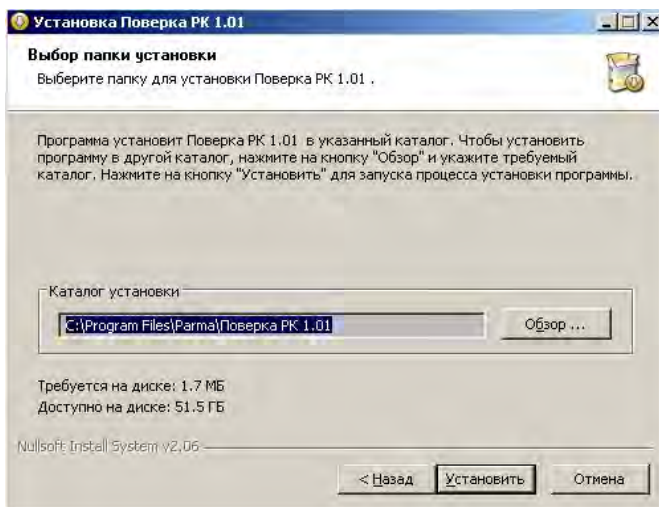 Установка Поверка РК 1.01
Выбор папки установки
Выберите папку для установки Поверка РК 1.01 .
Программа установит Поверка РК 1.01 в указанный каталог. Чтобы установить
программу в другой каталог, нажмите на кнопку "Обзор" и укажите требуемый
каталог. Нажмите на кнопку "Установить" для запуска процесса установки программы.
Каталог установки
C:\Program Files\Parma\Поверка РК 1.01
Обзор ...
Требуется на диске: 1.7 МБ
Доступно на диске: 51.5 ГБ
Nullsoft Install System v2.06
< Назад Установить Отмена